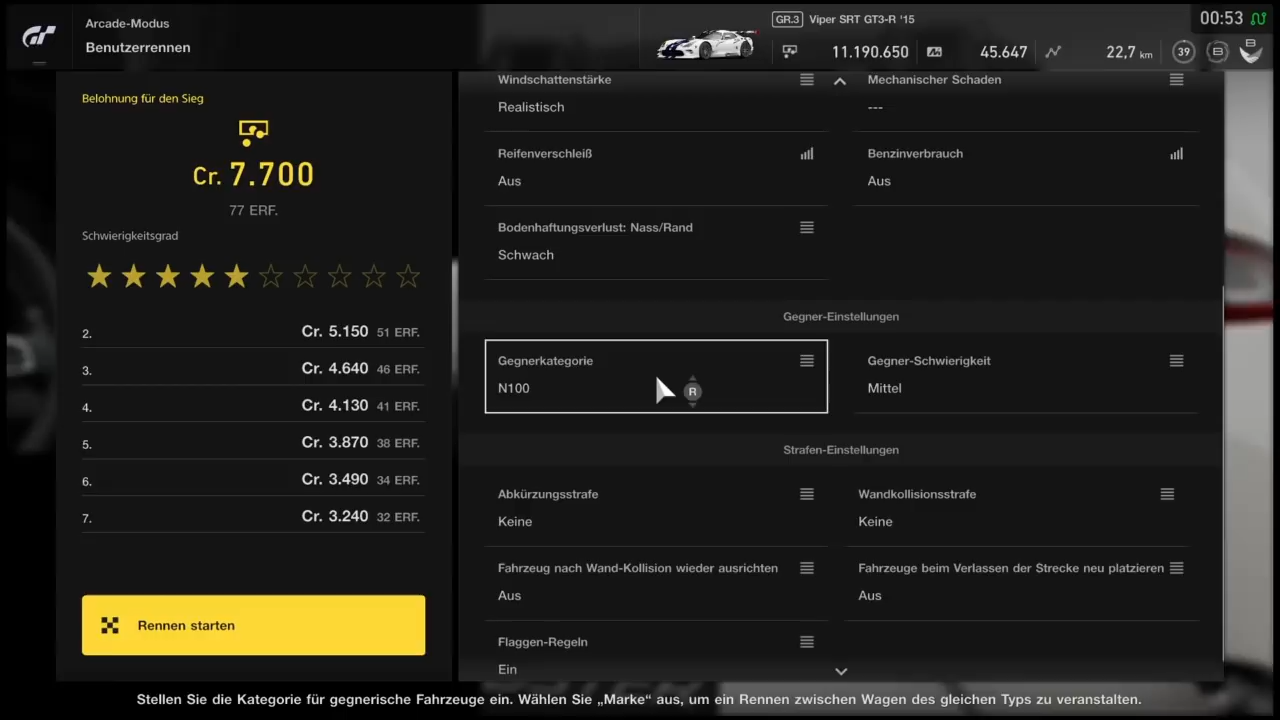 Arcade-Modus
Benutzerrennen
GR.3 Viper SRT GT3-R '15
11.190.650 45.647 22,7 km 39 B B
00:53
Belohnung für den Sieg
Cr. 7.700
77 ERF.
Schwierigkeitsgrad
2. Cr. 5.150 51 ERF.
3. Cr. 4.640 46 ERF.
4. Cr. 4.130 41 ERF.
5. Cr. 3.870 38 ERF.
6. Cr. 3.490 34 ERF.
7. Cr. 3.240 32 ERF.
Rennen starten
Windschattenstärke
Realistisch
Mechanischer Schaden
---
Reifenverschleiß
Aus
Benzinverbrauch
Aus
Bodenhaftungsverlust: Nass/Rand
Schwach
Gegner-Einstellungen
Gegnerkategorie
N100
R
Gegner-Schwierigkeit
Mittel
Strafen-Einstellungen
Abkürzungsstrafe
Keine
Wandkollisionsstrafe
Keine
Fahrzeug nach Wand-Kollision wieder ausrichten
Aus
Fahrzeuge beim Verlassen der Strecke neu platzieren
Aus
Flaggen-Regeln
Ein
Stellen Sie die Kategorie für gegnerische Fahrzeuge ein. Wählen Sie „Marke“ aus, um ein Rennen zwischen Wagen des gleichen Typs zu veranstalten.